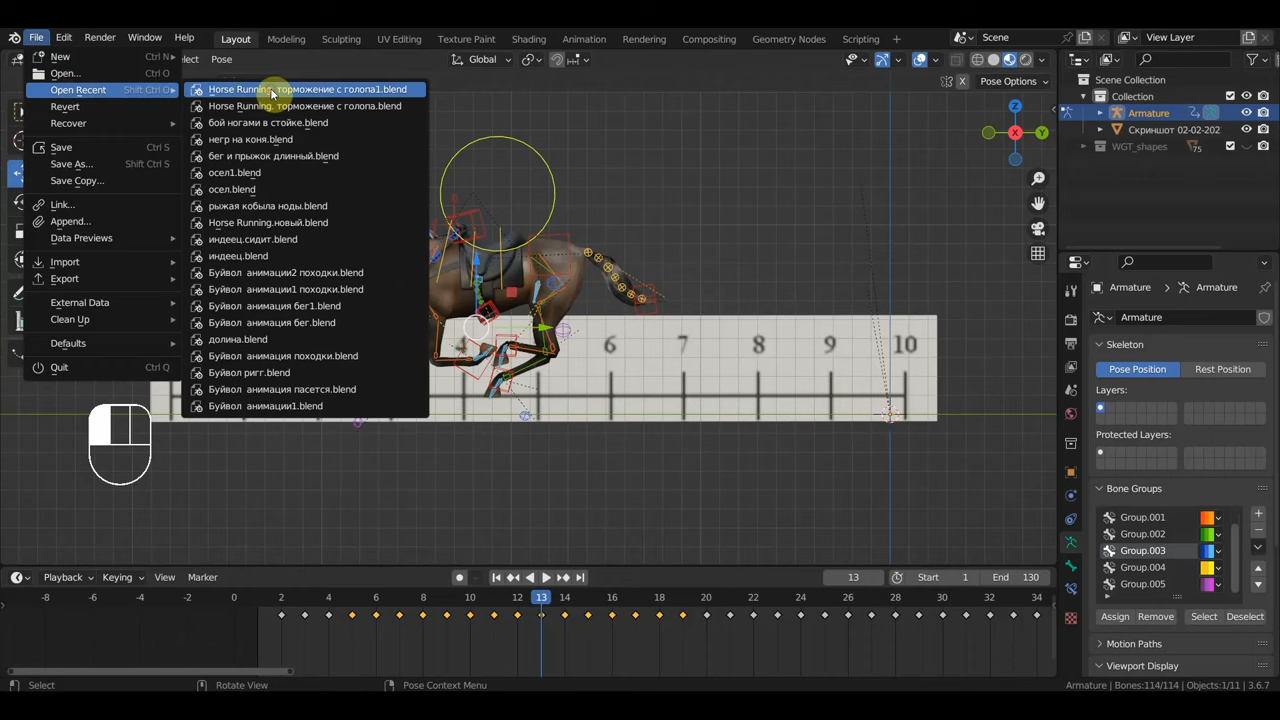 File Edit Render Window Help Layout Modeling Sculpting UV Editing Texture Paint Shading Animation Rendering Compositing Geometry Nodes Scripting Scene View Layer
Pose Global Pose Options
New Ctrl N
Open... Ctrl O
Open Recent Shift Ctrl O
Revert
Recover
Save Ctrl S
Save As... Shift Ctrl S
Save Copy...
Link...
Append...
Data Previews
Import
Export
External Data
Clean Up
Defaults
Quit Ctrl Q
Horse Running. торможение с голопа1.blend
Horse Running. торможение с голопа.blend
бой ногами в стойке.blend
негр на коня.blend
бег и прыжок длинный.blend
осел1.blend
осел.blend
рыжая кобыла ноды.blend
Horse Running.новый.blend
индеец.сидит.blend
индеец.blend
Буйвол анимации2 походки.blend
Буйвол анимации1 походки.blend
Буйвол анимация бег1.blend
Буйвол анимация бег.blend
долина.blend
Буйвол анимация походки.blend
Буйвол ригг.blend
Буйвол анимация пасется.blend
Буйвол анимации1.blend
X Y Z
4 6 7 8 9 10
Scene Collection
Collection
Armature
Скриншот 02-02-202
WGT_shapes 75
Armature Armature
Armature
Skeleton
Pose Position Rest Position
Layers:
Protected Layers:
Bone Groups
Group.001
Group.002
Group.003
Group.004
Group.005
Assign Remove Select Deselect
Motion Paths
Viewport Display
Playback Keying View Marker 13 Start 1 End 130
-8 -6 -4 -2 0 2 4 6 8 10 12 13 14 16 18 20 22 24 26 28 30 32 34
Select Rotate View Pose Context Menu Armature | Bones:114/114 | Objects:1/11 | 3.6.7